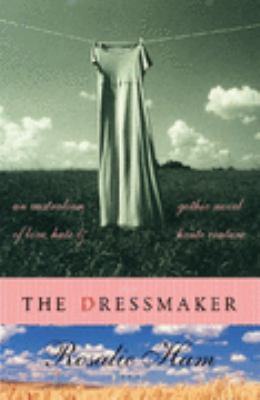 an australian gothic novel
of love, hate & haute couture
THE DRESSMAKER
Rosalie Ham